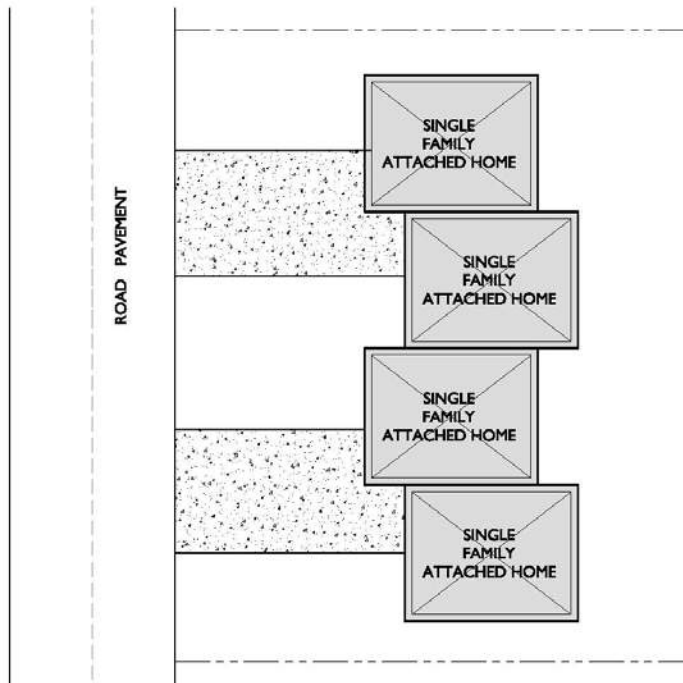 SINGLE
FAMILY
ATTACHED HOME
ROAD PAVEMENT
SINGLE
FAMILY
ATTACHED HOME
SINGLE
FAMILY
ATTACHED HOME
SINGLE
FAMILY
ATTACHED HOME